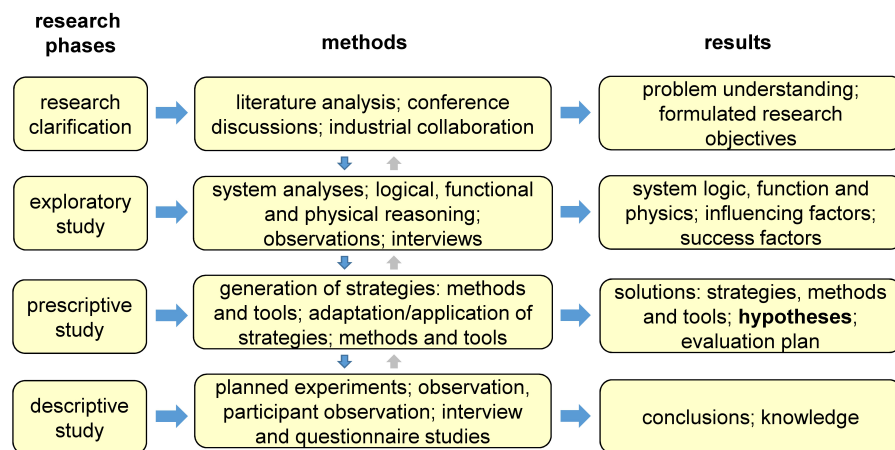 research
phases
methods
results
research
clarification
literature analysis; conference
discussions; industrial collaboration
problem understanding;
formulated research
objectives
exploratory
study
system analyses; logical, functional
and physical reasoning;
observations; interviews
system logic, function and
physics; influencing factors;
success factors
prescriptive
study
generation of strategies: methods
and tools; adaptation/application of
strategies; methods and tools
solutions: strategies, methods
and tools; hypotheses;
evaluation plan
descriptive
study
planned experiments; observation,
participant observation; interview
and questionnaire studies
conclusions; knowledge